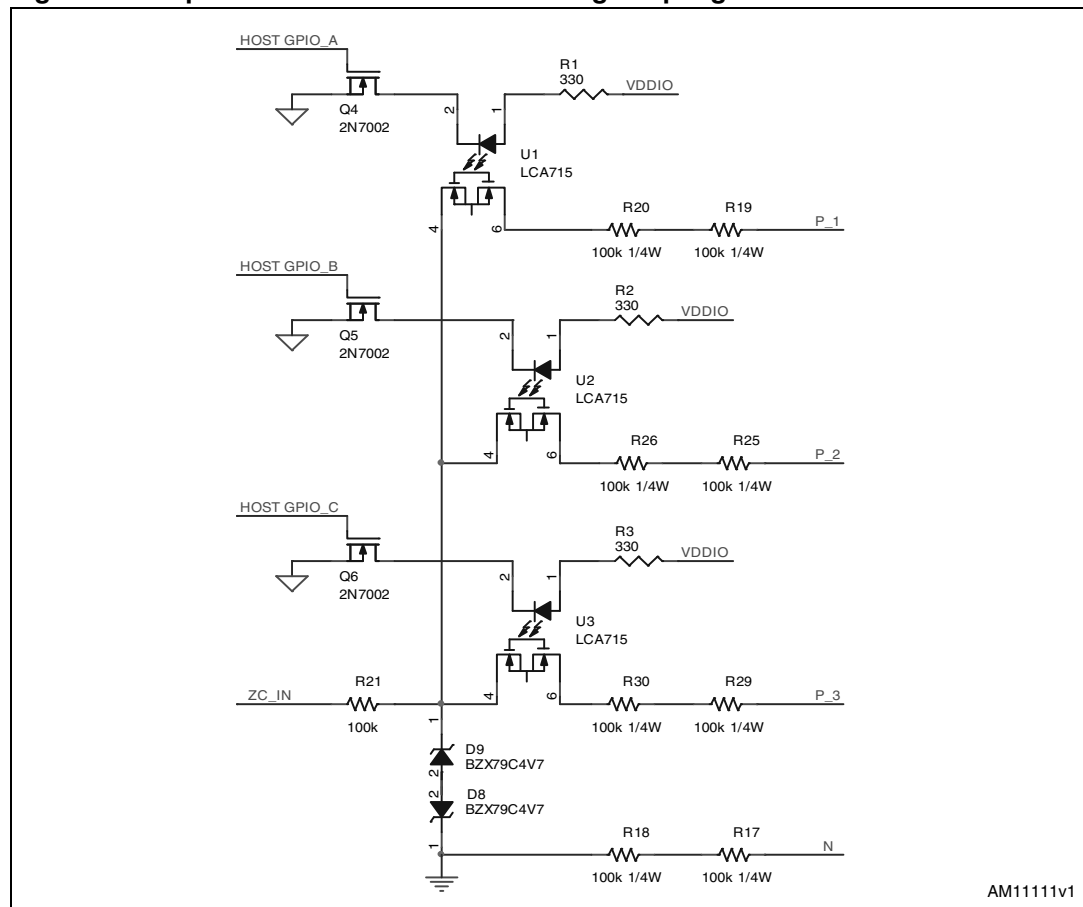 HOST GPIO_A
R1
330
VDDIO
Q4
2N7002
2
1
U1
LCA715
4
6
R20
R19
P_1
100k 1/4W
100k 1/4W
HOST GPIO_B
R2
330
VDDIO
Q5
2N7002
2
1
U2
LCA715
4
6
R26
R25
P_2
100k 1/4W
100k 1/4W
HOST GPIO_C
R3
330
VDDIO
Q6
2N7002
2
1
U3
LCA715
ZC_IN
R21
100k
4
6
R30
R29
P_3
100k 1/4W
100k 1/4W
1
D9
BZX79C4V7
2
2
D8
BZX79C4V7
1
R18
R17
N
100k 1/4W
100k 1/4W
AM11111v1